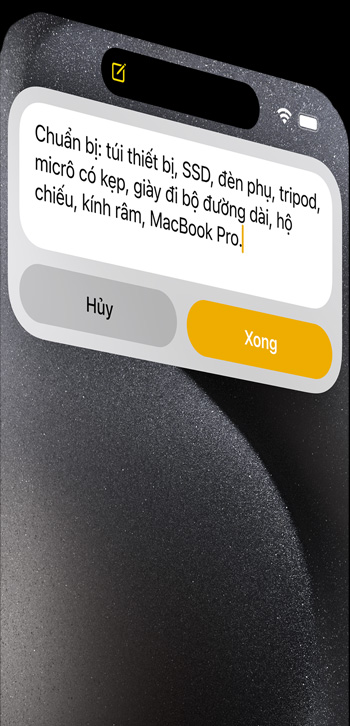 Chuẩn bị: túi thiết bị, SSD, đèn phụ, tripod,
micrô có kẹp, giày đi bộ đường dài, hộ
chiếu, kính râm, MacBook Pro.
Hủy
Xong